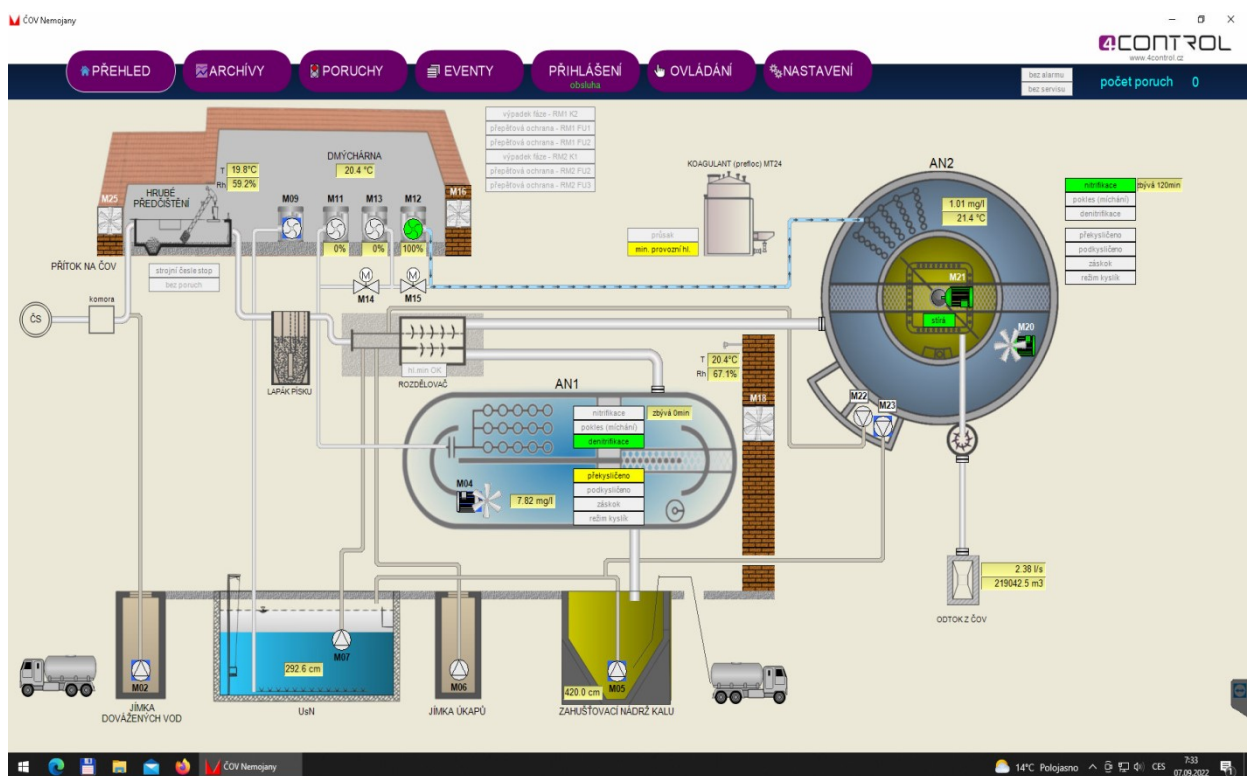 ČOV Nemojany
4CONTROL
www.4control.cz
PŘEHLED
ARCHÍVY
PORUCHY
EVENTY
PŘIHLÁŠENÍ
obsluha
OVLÁDÁNÍ
NASTAVENÍ
bez alarmu
bez servisu
počet poruch 0
výpadek fáze - RM1 K2
přepěťová ochrana - RM1 FU1
přepěťová ochrana - RM1 FU2
výpadek fáze - RM2 K1
přepěťová ochrana - RM2 FU2
přepěťová ochrana - RM2 FU3
DMÝCHÁRNA
20.4 °C
T 19.8°C
Rh 59.2%
M25
HRUBÉ
PŘEDČIŠTĚNÍ
M09
M11
M13
M12
M16
0%
0%
100%
PŘÍTOK NA ČOV
strojní česle stop
bez poruch
M
M14
M
M15
komora
ČS
LAPÁK PÍSKU
hl.min OK
ROZDĚLOVAČ
KOAGULANT (prefloc) MT24
průsak
min. provozní hl.
AN2
1.01 mg/l
21.4 °C
M21
stírá
M20
M22
M23
nitrifikace
zbývá 120min
pokles (míchání)
denitrifikace
překysličeno
podkysličeno
záskok
režim kyslík
T 20.4°C
Rh 67.1%
M18
AN1
nitrifikace
zbývá 0min
pokles (míchání)
denitrifikace
překysličeno
podkysličeno
záskok
režim kyslík
M04
7.82 mg/l
2.38 l/s
219042.5 m3
ODTOK Z ČOV
M02
JÍMKA
DOVÁŽENÝCH VOD
M07
292.6 cm
UsN
M06
JÍMKA ÚKAPŮ
M05
420.0 cm
ZAHUŠŤOVACÍ NÁDRŽ KALU
ČOV Nemojany
14°C Polojasno
CES
7:33
07.09.2022